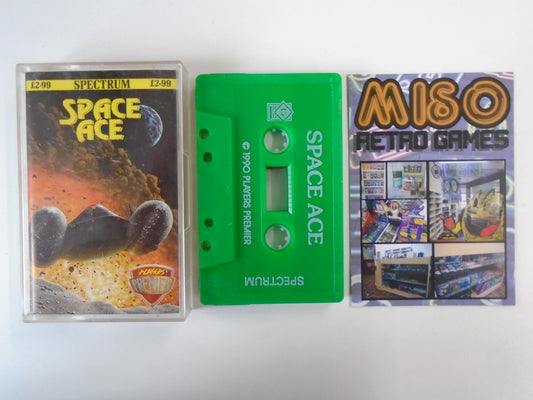 £2·99 SPECTRUM £2·99
SPACE
ACE
PLAYERS
PREMIER
SPACE ACE
© 1990 PLAYERS PREMIER
SPECTRUM
MISO
RETRO GAMES